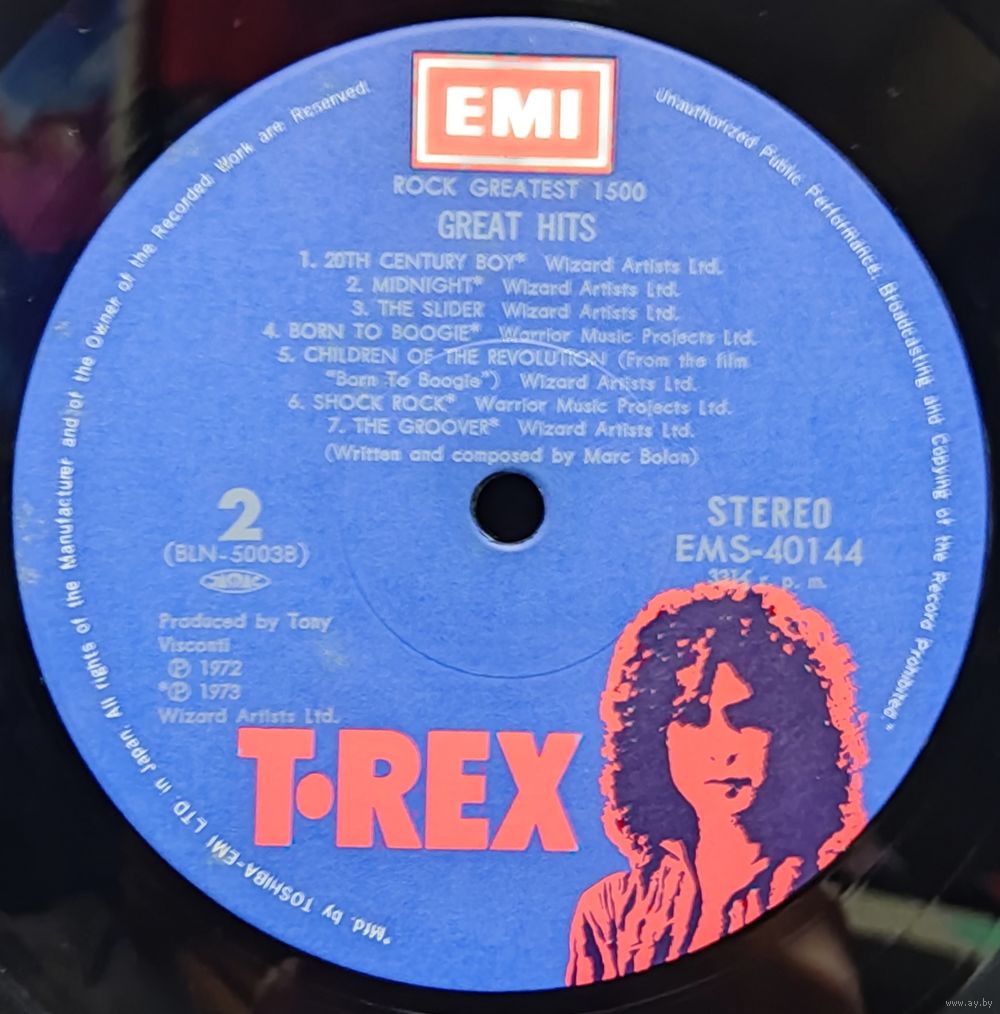 EMI
ROCK GREATEST 1500
GREAT HITS
1. 20TH CENTURY BOY* Wizard Artists Ltd.
2. MIDNIGHT* Wizard Artists Ltd.
3. THE SLIDER Wizard Artists Ltd.
4. BORN TO BOOGIE* Warrior Music Projects Ltd.
5. CHILDREN OF THE REVOLUTION (From the film
"Born To Boogie") Wizard Artists Ltd.
6. SHOCK ROCK* Warrior Music Projects Ltd.
7. THE GROOVER* Wizard Artists Ltd.
(Written and composed by Marc Bolan)
2
(BLN-5003B)
STEREO
EMS-40144
33⅓ r. p. m.
Produced by Tony
Visconti
Ⓟ 1972
*Ⓟ 1973
Wizard Artists Ltd.
T•REX
"Mfd. by TOSHIBA-EMI LTD. in Japan. All rights of the Manufacturer and/of the Owner of the Recorded Work are Reserved. Unauthorized Public Performance, Broadcasting and Copying of the Record Prohibited."
www.ay.by